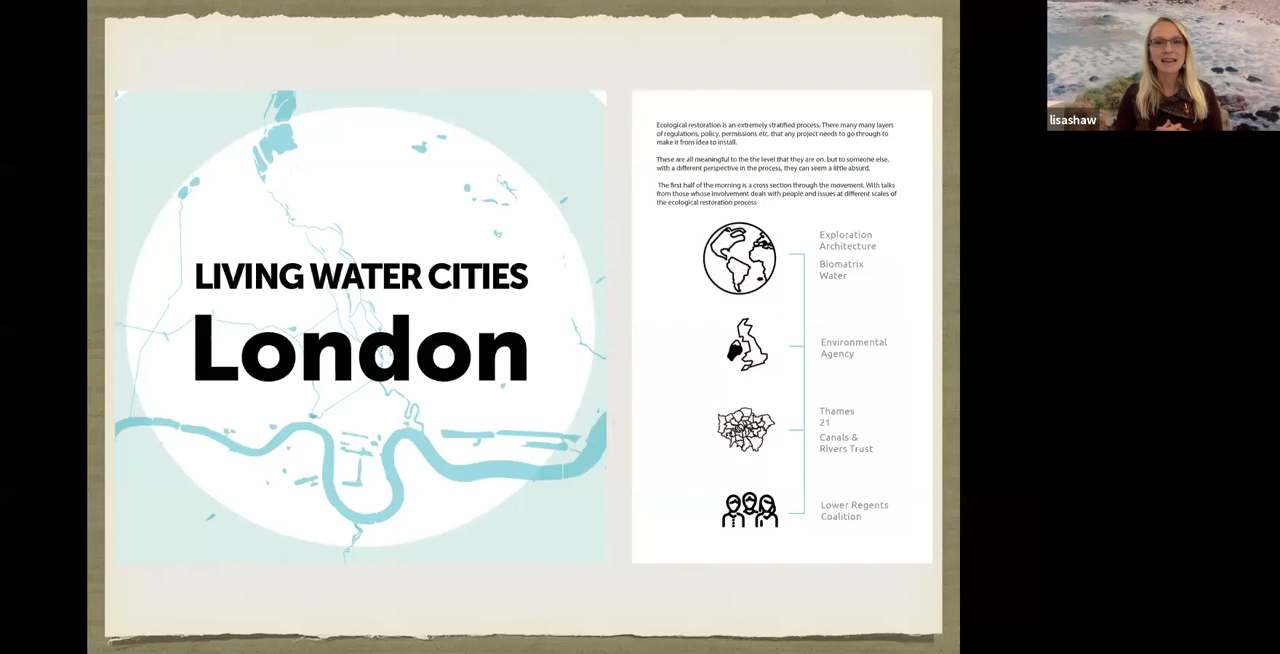 LIVING WATER CITIES
London
Ecological restoration is an extremely stratified process. There many many layers
of regulations, policy, permissions etc. that any project needs to go through to
make it from idea to install.
These are all meaningful to the the level that they are on. but to someone else,
with a different perspective in the process, they can seem a little absurd.
The first half of the morning is a cross section through the movement. With talks
from those whose involvement deals with people and issues at different scales of
the ecological restoration process
Exploration
Architecture
Biomatrix
Water
Environmental
Agency
Thames
21
Canals &
Rivers Trust
Lower Regents
Coalition
lisashaw